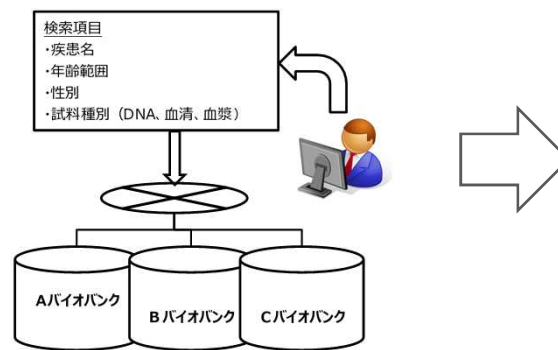 検索項目
・疾患名
・年齢範囲
・性別
・試料種別（DNA、血清、血漿）
Aバイオバンク
Bバイオバンク
Cバイオバンク